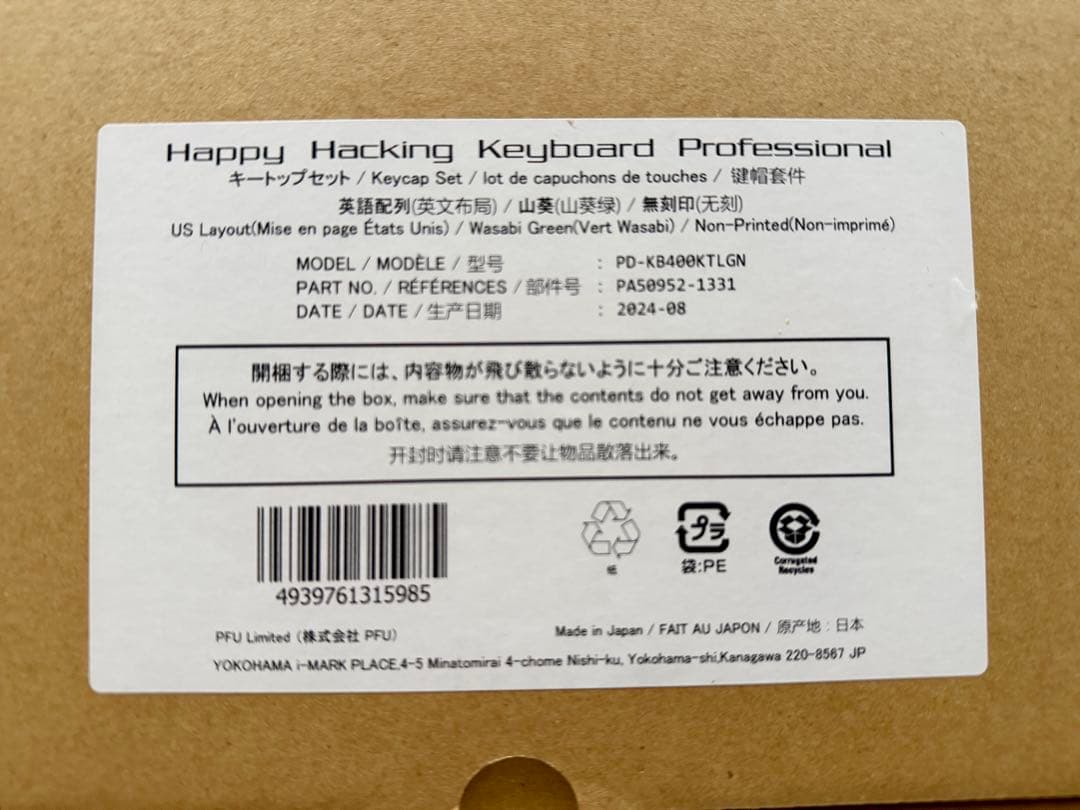 Happy Hacking Keyboard Professional
キートップセット / Keycap Set / lot de capuchons de touches / 键帽套件
英語配列(英文布局) / 山葵(山葵绿) / 無刻印(无刻)
US Layout(Mise en page États Unis) / Wasabi Green(Vert Wasabi) / Non-Printed(Non-imprimé)
MODEL / MODÈLE / 型号 : PD-KB400KTLGN
PART NO. / RÉFÉRENCES / 部件号 : PA50952-1331
DATE / DATE / 生产日期 : 2024-08
開梱する際には、内容物が飛び散らないように十分ご注意ください。
When opening the box, make sure that the contents do not get away from you.
À l'ouverture de la boîte, assurez-vous que le contenu ne vous échappe pas.
开封时请注意不要让物品散落出来。
4939761315985
紙
プラ
袋:PE
Corrugated
Recycles
PFU Limited (株式会社 PFU)
Made in Japan / FAIT AU JAPON / 原产地 : 日本
YOKOHAMA i-MARK PLACE,4-5 Minatomirai 4-chome Nishi-ku, Yokohama-shi,Kanagawa 220-8567 JP